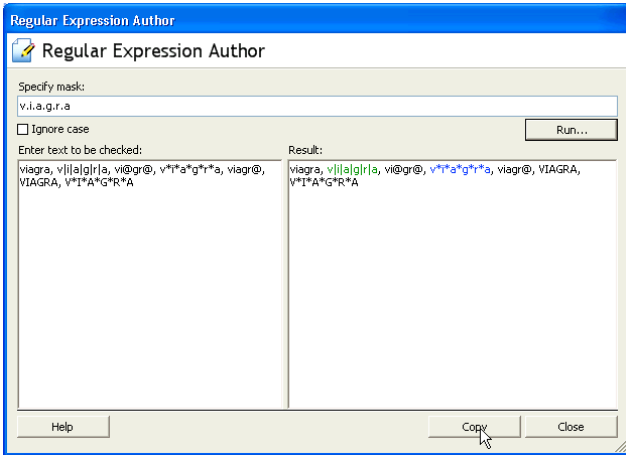 Regular Expression Author
Regular Expression Author
Specify mask:
v.i.a.g.r.a
Ignore case
Run...
Enter text to be checked:
Result:
viagra, v|i|a|g|r|a, vi@gr@, v*i*a*g*r*a, viagr@,
VIAGRA, V*I*A*G*R*A
viagra, v|i|a|g|r|a, vi@gr@, v*i*a*g*r*a, viagr@, VIAGRA,
V*I*A*G*R*A
Help
Copy
Close